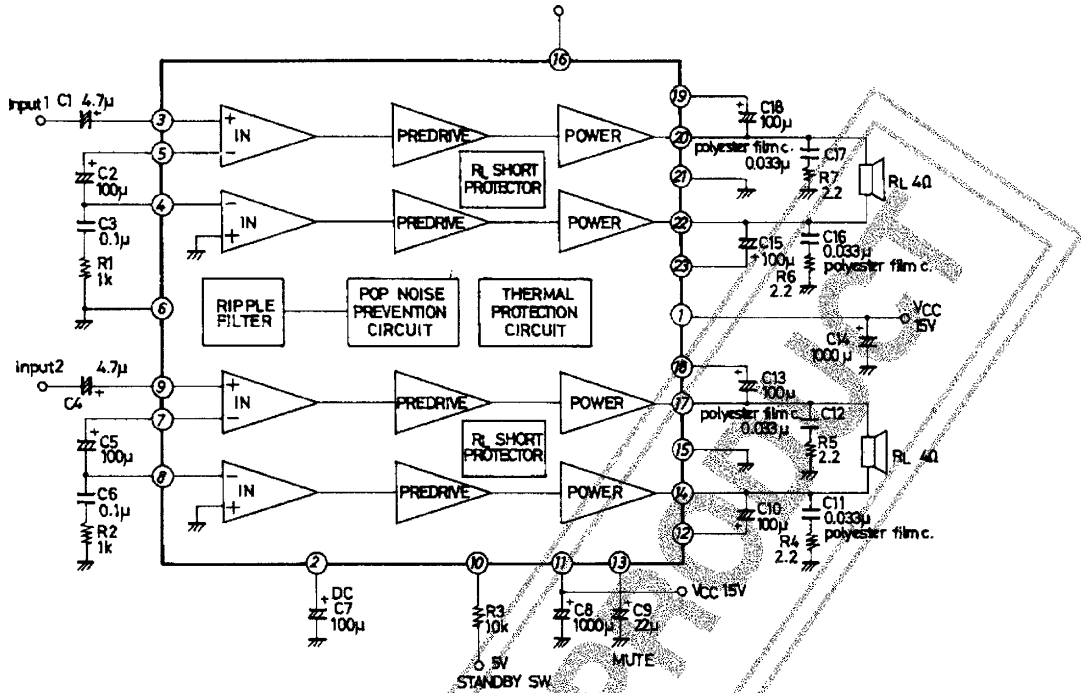 16
Input1
C1 4.7μ
3
+
IN
PREDRIVE
POWER
19
+
C18
100μ
20
polyester film c.
0.033μ
C17
R7
2.2
5
−
+
C2
100μ
RL SHORT
PROTECTOR
21
RL 4Ω
4
−
IN
+
PREDRIVE
POWER
22
C3
0.1μ
R1
1k
C15
+
100μ
23
C16
0.033μ
polyester film c.
R6
2.2
6
RIPPLE
FILTER
POP NOISE
PREVENTION
CIRCUIT
THERMAL
PROTECTION
CIRCUIT
1
VCC
15V
+
C14
1000μ
Input2
4.7μ
C4
+
9
+
IN
−
PREDRIVE
POWER
18
+
C13
100μ
17
polyester film c.
0.033μ
C12
R5
2.2
7
+
C5
100μ
RL SHORT
PROTECTOR
15
RL 4Ω
8
−
IN
+
PREDRIVE
POWER
14
C6
0.1μ
R2
1k
C10
+
100μ
12
C11
0.033μ
polyester film c.
R4
2.2
2
10
11
13
+ DC
C7
100μ
R3
10k
5V
STANDBY SW
+
C8
1000μ
+
C9
22μ
MUTE
VCC 15V
PRODUCT